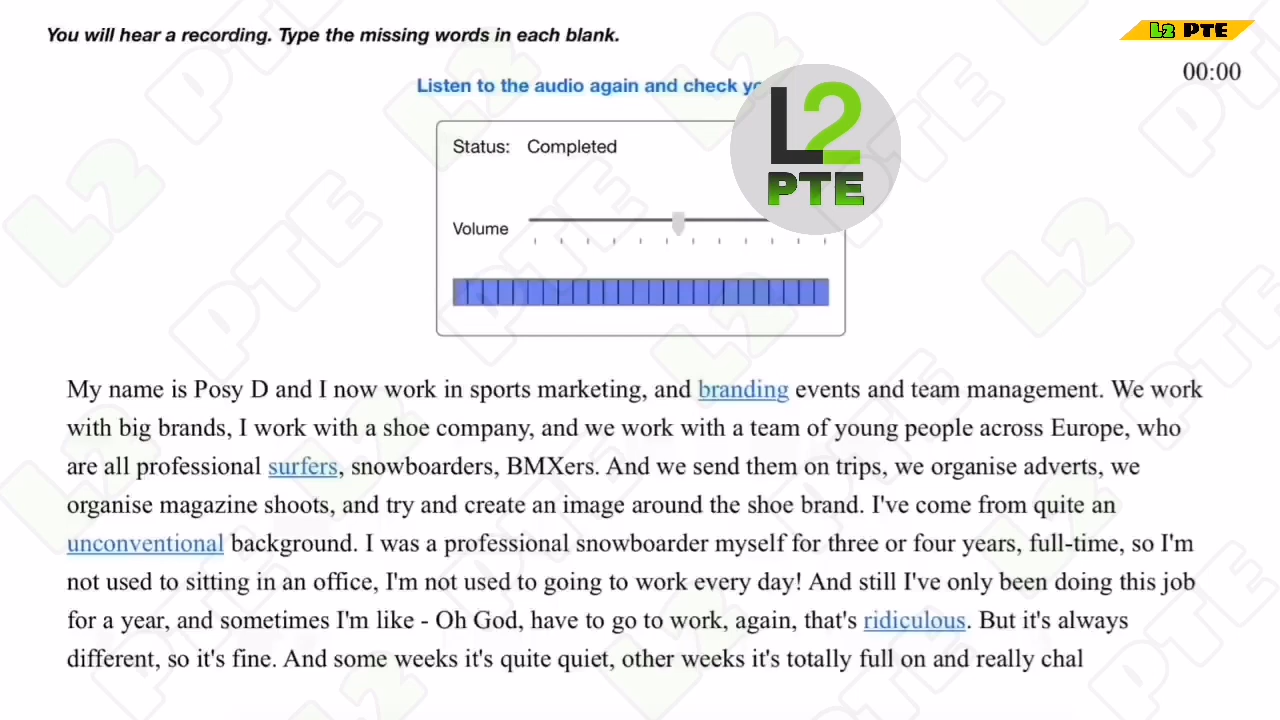 You will hear a recording. Type the missing words in each blank.
L2 PTE
00:00
Listen to the audio again and check
L2
PTE
Status: Completed
Volume
My name is Posy D and I now work in sports marketing, and branding events and team management. We work
with big brands, I work with a shoe company, and we work with a team of young people across Europe, who
are all professional surfers, snowboarders, BMXers. And we send them on trips, we organise adverts, we
organise magazine shoots, and try and create an image around the shoe brand. I've come from quite an
unconventional background. I was a professional snowboarder myself for three or four years, full-time, so I'm
not used to sitting in an office, I'm not used to going to work every day! And still I've only been doing this job
for a year, and sometimes I'm like - Oh God, have to go to work, again, that's ridiculous. But it's always
different, so it's fine. And some weeks it's quite quiet, other weeks it's totally full on and really chal